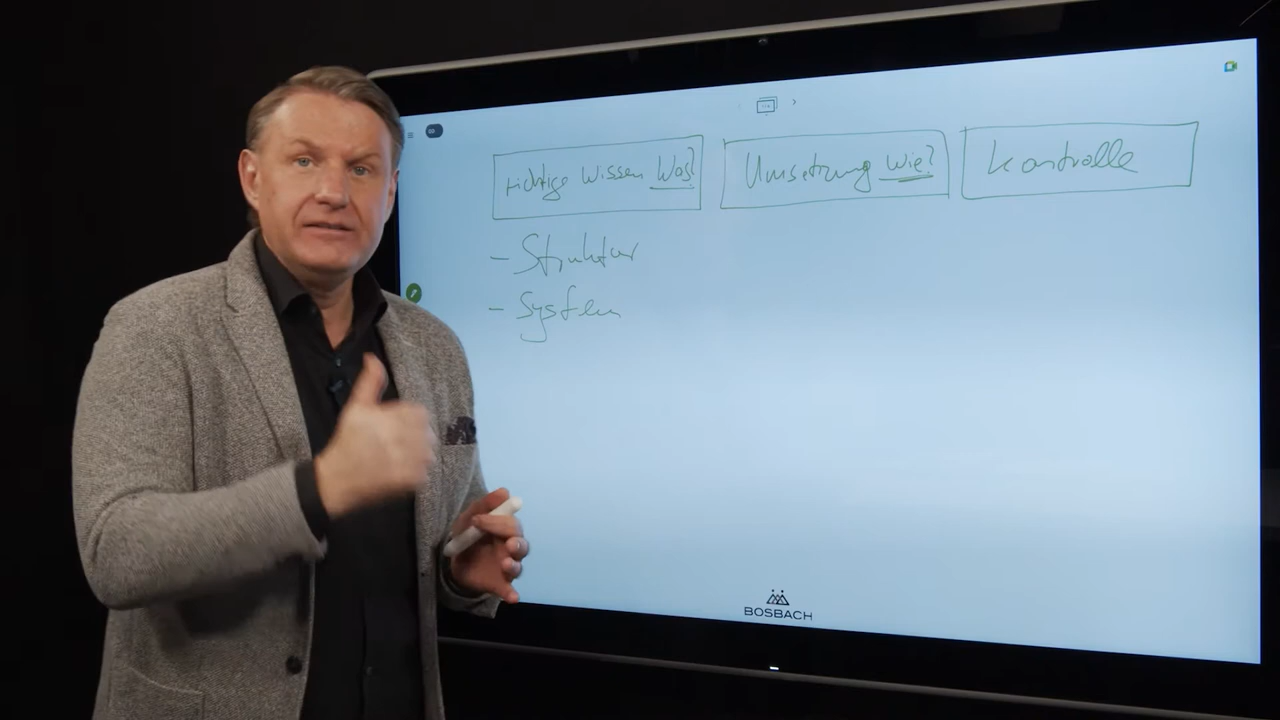 richtige Wissen Was?
Umsetzung Wie?
Kontrolle
- Struktur
- System
BOSBACH